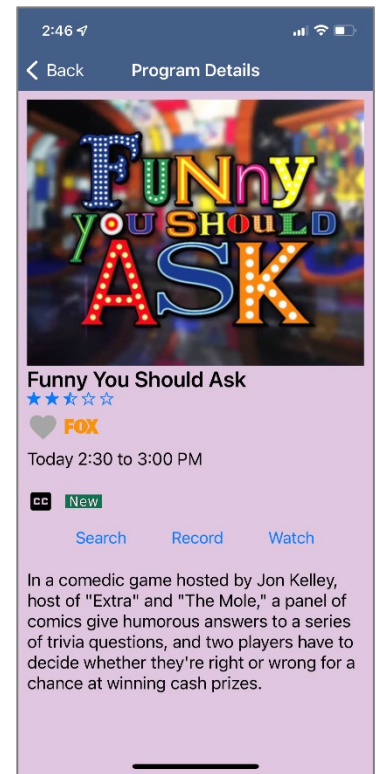 2:46
Back Program Details
FUNNY
YOU SHOULD
ASK
Funny You Should Ask
FOX
Today 2:30 to 3:00 PM
CC New
Search Record Watch
In a comedic game hosted by Jon Kelley,
host of "Extra" and "The Mole," a panel of
comics give humorous answers to a series
of trivia questions, and two players have to
decide whether they're right or wrong for a
chance at winning cash prizes.